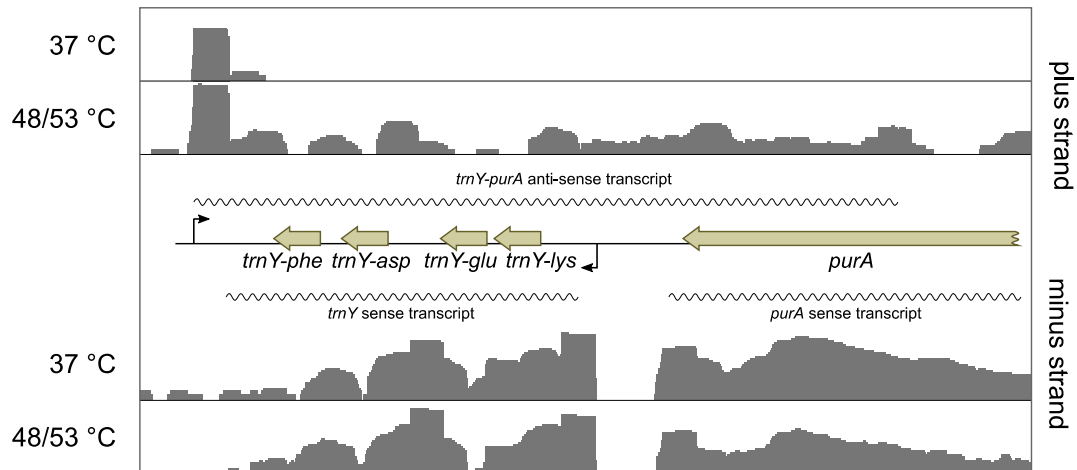 37 °C
48/53 °C
plus strand
trnY-purA anti-sense transcript
trnY-phe trnY-asp trnY-glu trnY-lys purA
trnY sense transcript purA sense transcript
minus strand
37 °C
48/53 °C